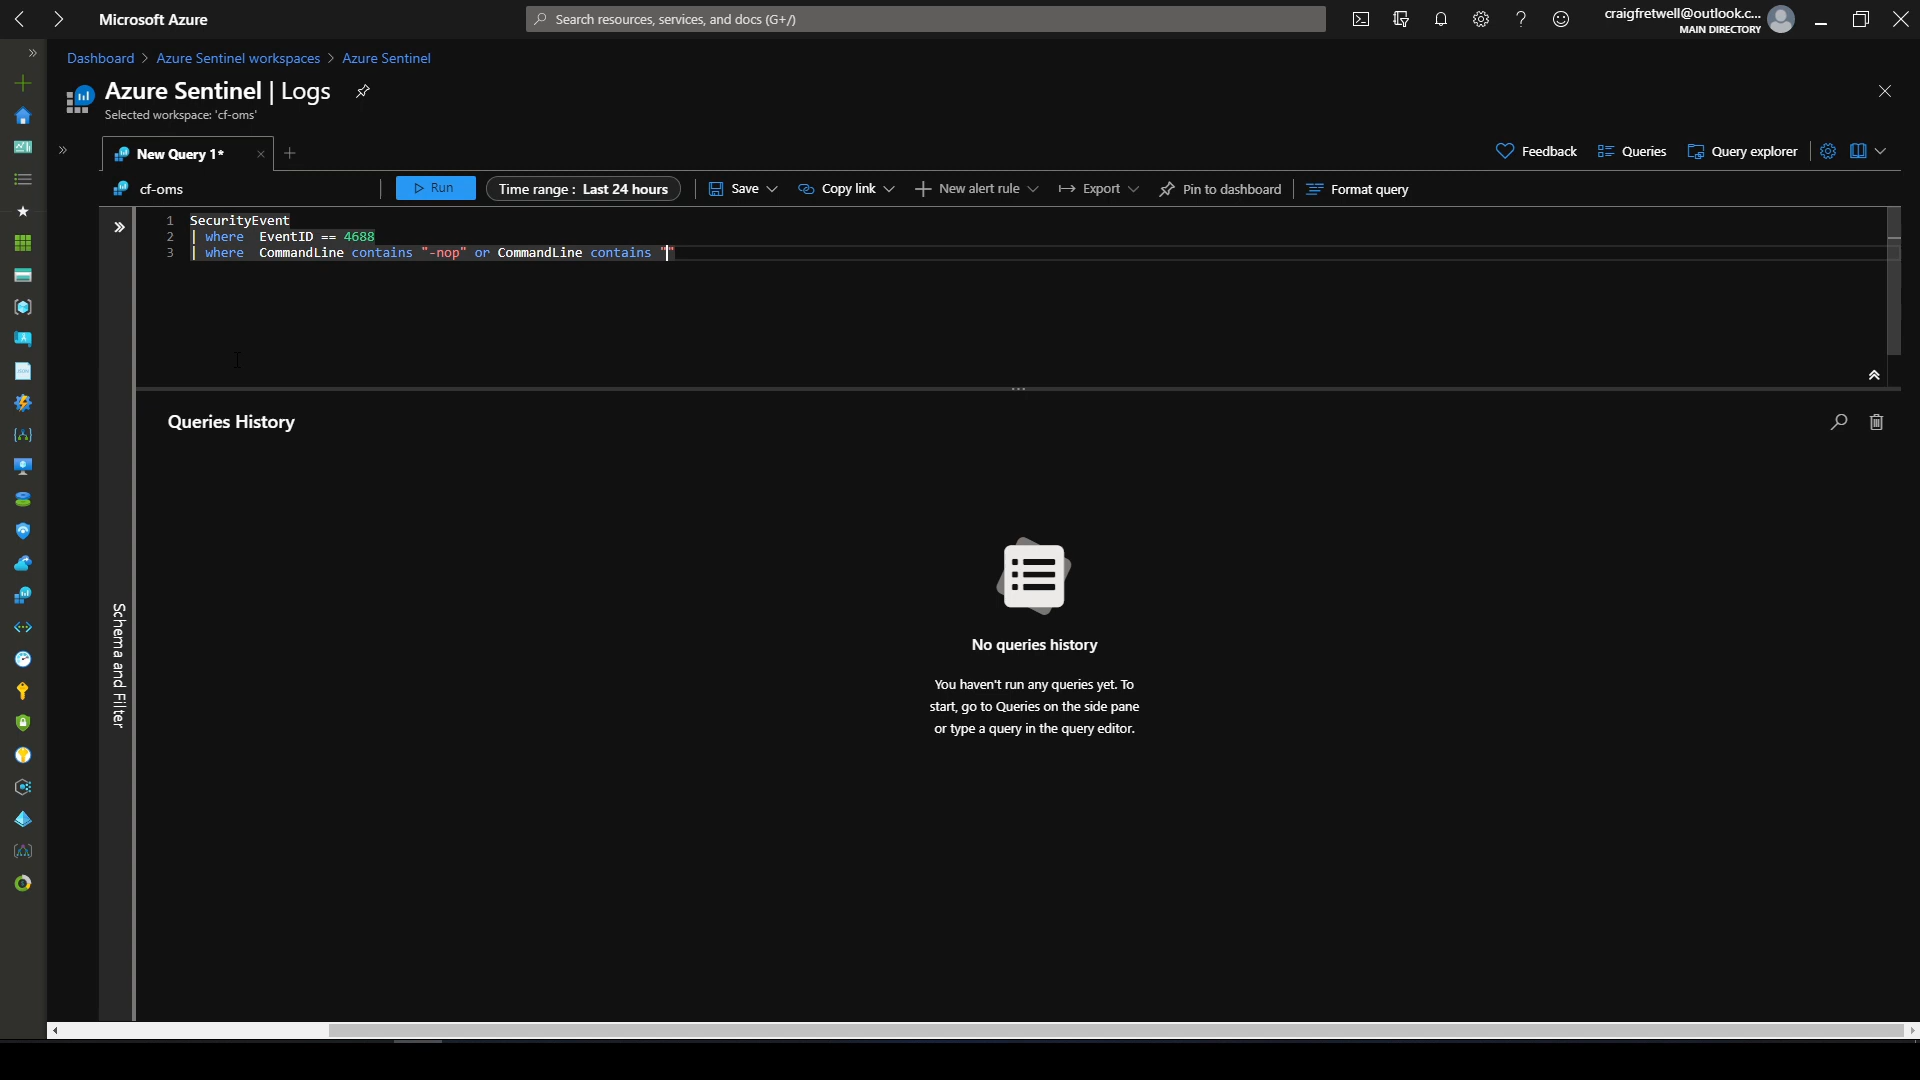 Microsoft Azure
Search resources, services, and docs (G+/)
craigfretwell@outlook.c...
MAIN DIRECTORY
Dashboard > Azure Sentinel workspaces > Azure Sentinel
Azure Sentinel | Logs
Selected workspace: 'cf-oms'
New Query 1*
Feedback
Queries
Query explorer
cf-oms
Run
Time range : Last 24 hours
Save
Copy link
New alert rule
Export
Pin to dashboard
Format query
1 SecurityEvent
2 | where EventID == 4688
3 | where CommandLine contains "-nop" or CommandLine contains ""
Schema and Filter
Queries History
No queries history
You haven't run any queries yet. To
start, go to Queries on the side pane
or type a query in the query editor.